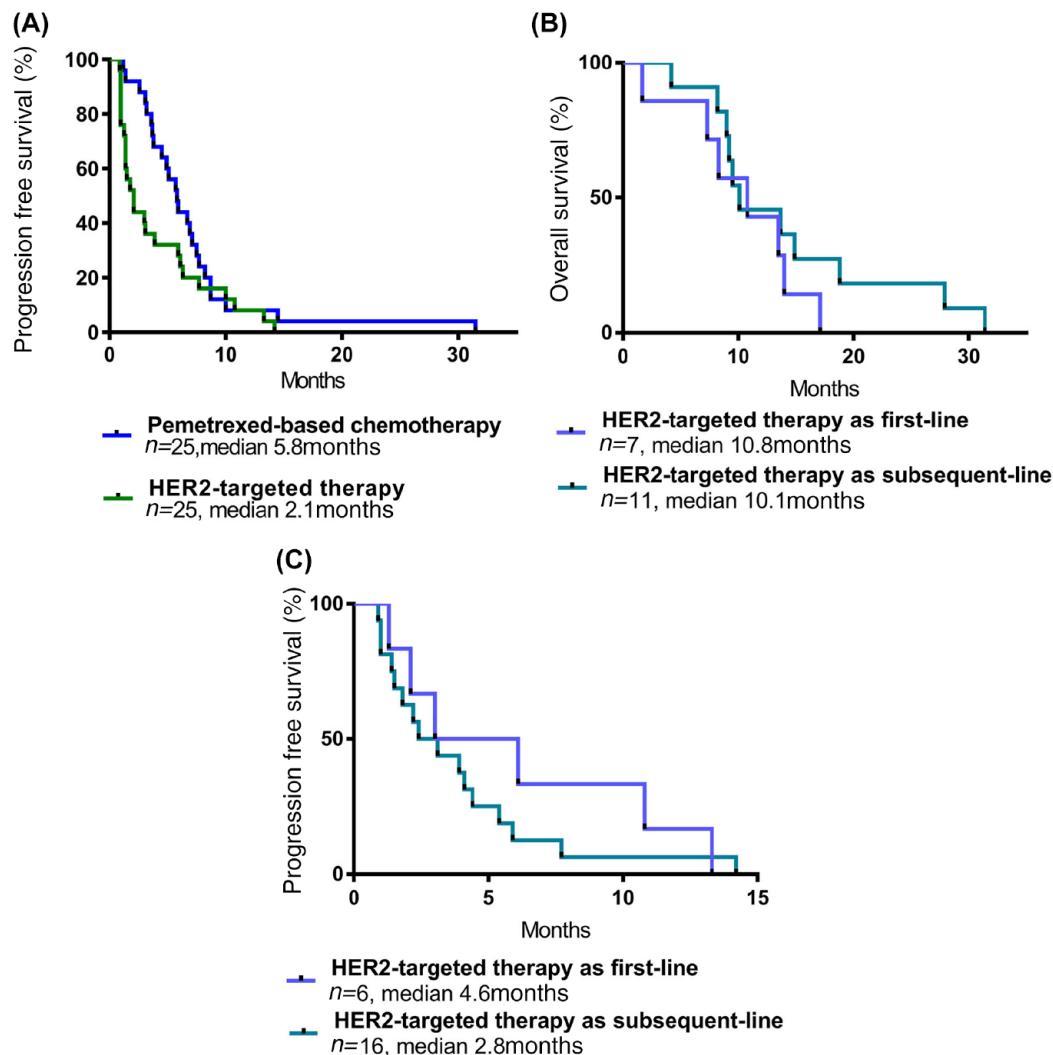 (A)
Progression free survival (%)
100
80
60
40
20
0
0 10 20 30
Months
Pemetrexed-based chemotherapy
n=25,median 5.8months
HER2-targeted therapy
n=25, median 2.1months
(B)
Overall survival (%)
100
50
0
0 10 20 30
Months
HER2-targeted therapy as first-line
n=7, median 10.8months
HER2-targeted therapy as subsequent-line
n=11, median 10.1months
(C)
Progression free survival (%)
100
50
0
0 5 10 15
Months
HER2-targeted therapy as first-line
n=6, median 4.6months
HER2-targeted therapy as subsequent-line
n=16, median 2.8months